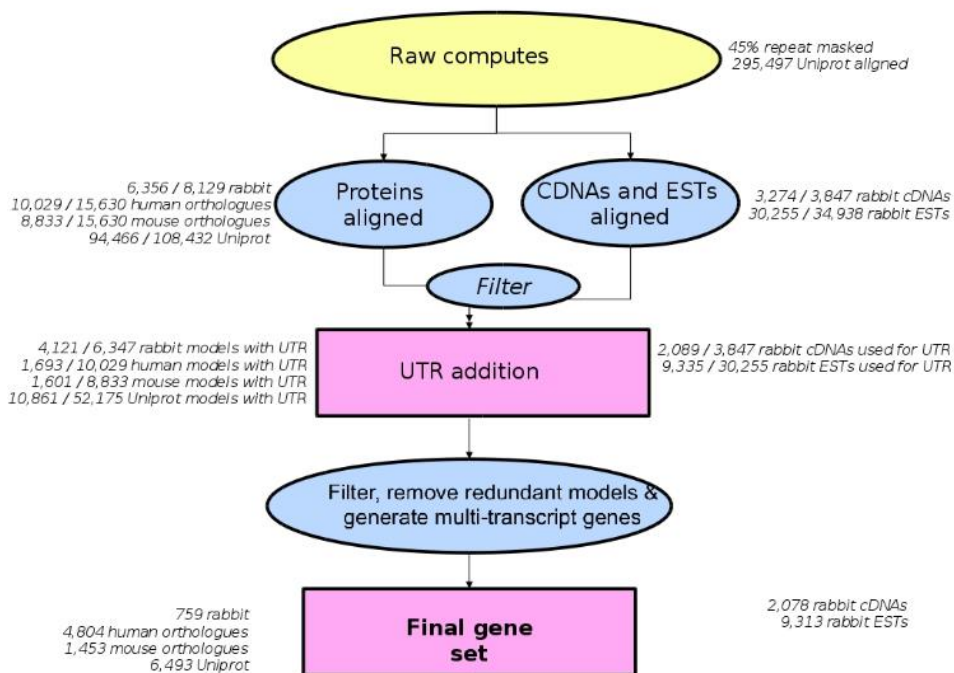 Raw computes
45% repeat masked
295,497 Uniprot aligned
6,356 / 8,129 rabbit
10,029 / 15,630 human orthologues
8,833 / 15,630 mouse orthologues
94,466 / 108,432 Uniprot
Proteins
aligned
CDNAs and ESTs
aligned
3,274 / 3,847 rabbit cDNAs
30,255 / 34,938 rabbit ESTs
Filter
4,121 / 6,347 rabbit models with UTR
1,693 / 10,029 human models with UTR
1,601 / 8,833 mouse models with UTR
10,861 / 52,175 Uniprot models with UTR
UTR addition
2,089 / 3,847 rabbit cDNAs used for UTR
9,335 / 30,255 rabbit ESTs used for UTR
Filter, remove redundant models &
generate multi-transcript genes
759 rabbit
4,804 human orthologues
1,453 mouse orthologues
6,493 Uniprot
Final gene
set
2,078 rabbit cDNAs
9,313 rabbit ESTs